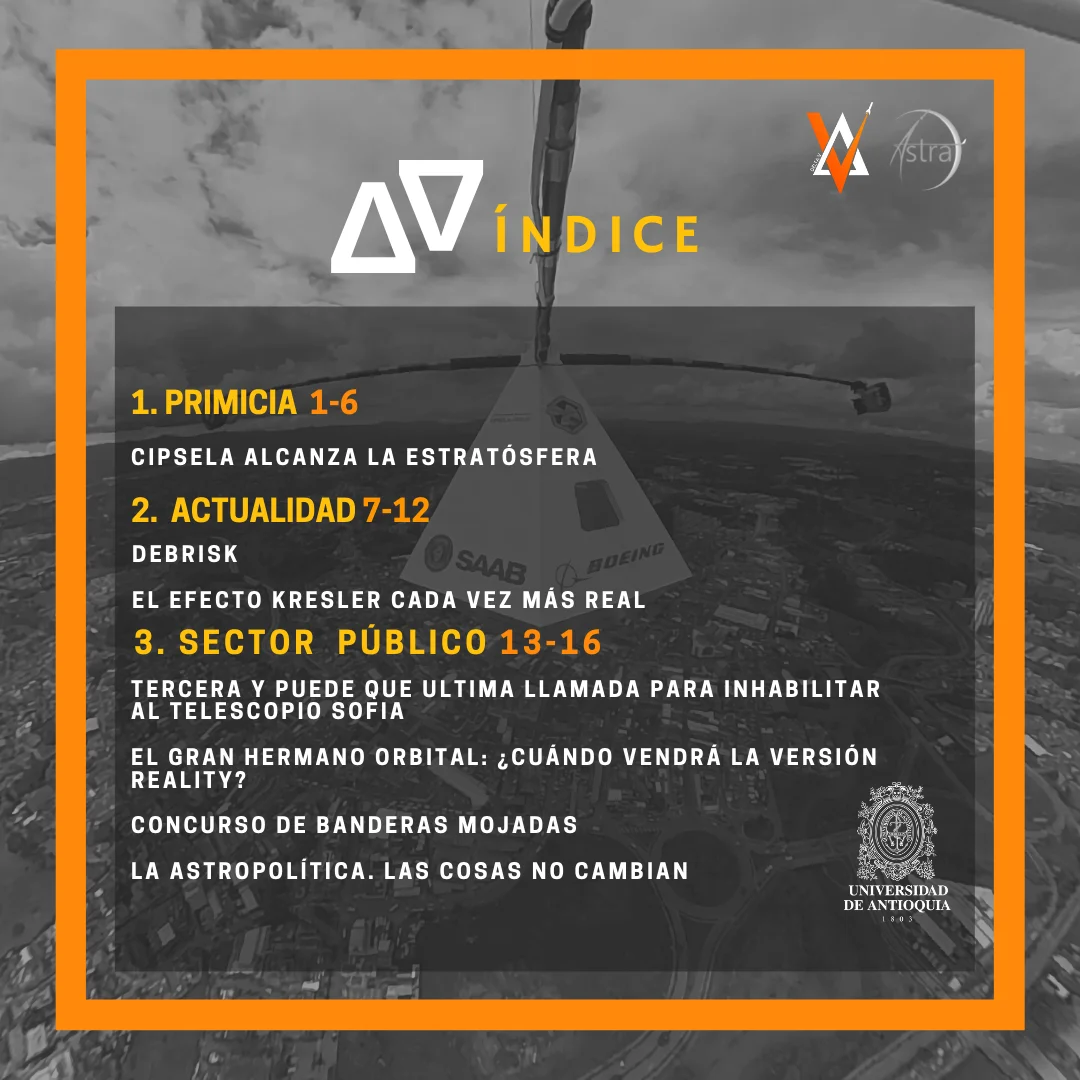 Astra
ÍNDICE
1. PRIMICIA 1-6
CIPSELA ALCANZA LA ESTRATÓSFERA
2. ACTUALIDAD 7-12
DEBRISK
SAAB
BOEING
EL EFECTO KRESLER CADA VEZ MÁS REAL
3. SECTOR PÚBLICO 13-16
TERCERA Y PUEDE QUE ULTIMA LLAMADA PARA INHABILITAR
AL TELESCOPIO SOFIA
EL GRAN HERMANO ORBITAL: ¿CUÁNDO VENDRÁ LA VERSIÓN
REALITY?
CONCURSO DE BANDERAS MOJADAS
LA ASTROPOLÍTICA. LAS COSAS NO CAMBIAN
UNIVERSIDAD
DE ANTIOQUIA
1803